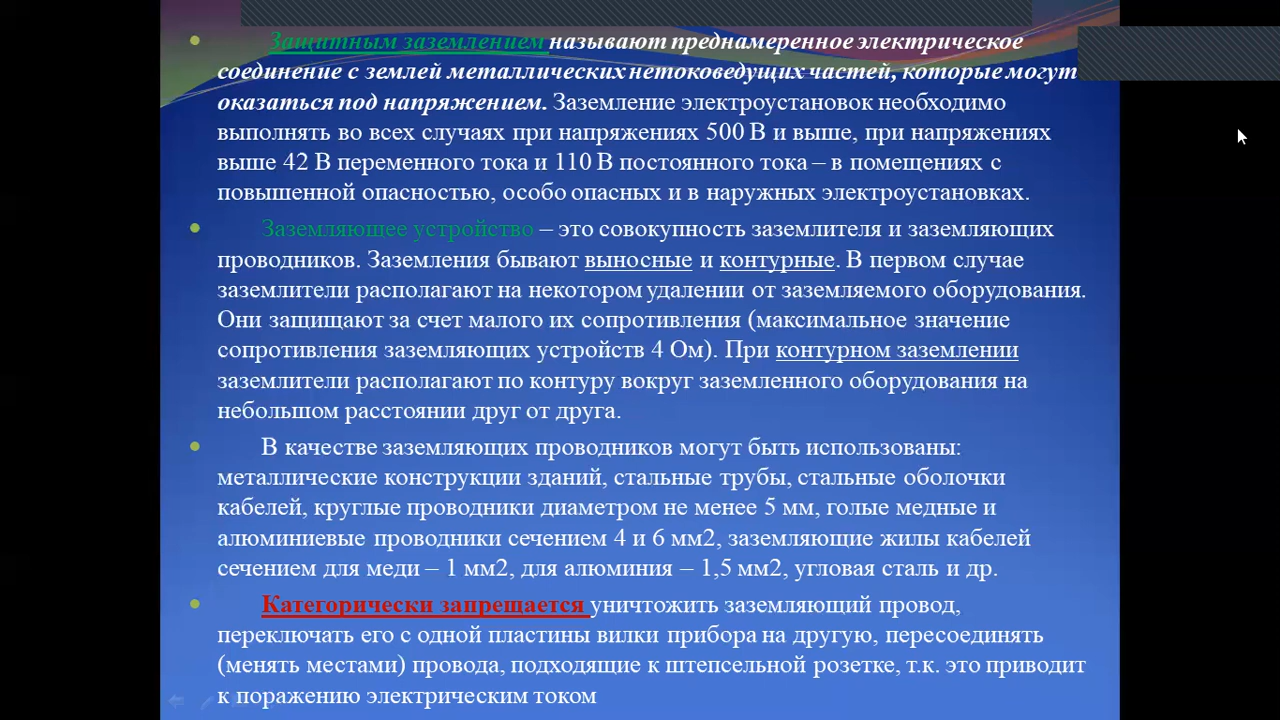 Защитным заземлением называют преднамеренное электрическое
соединение с землей металлических нетоковедущих частей, которые могут
оказаться под напряжением. Заземление электроустановок необходимо
выполнять во всех случаях при напряжениях 500 В и выше, при напряжениях
выше 42 В переменного тока и 110 В постоянного тока – в помещениях с
повышенной опасностью, особо опасных и в наружных электроустановках.
Заземляющее устройство – это совокупность заземлителя и заземляющих
проводников. Заземления бывают выносные и контурные. В первом случае
заземлители располагают на некотором удалении от заземляемого оборудования.
Они защищают за счет малого их сопротивления (максимальное значение
сопротивления заземляющих устройств 4 Ом). При контурном заземлении
заземлители располагают по контуру вокруг заземленного оборудования на
небольшом расстоянии друг от друга.
В качестве заземляющих проводников могут быть использованы:
металлические конструкции зданий, стальные трубы, стальные оболочки
кабелей, круглые проводники диаметром не менее 5 мм, голые медные и
алюминиевые проводники сечением 4 и 6 мм2, заземляющие жилы кабелей
сечением для меди – 1 мм2, для алюминия – 1,5 мм2, угловая сталь и др.
Категорически запрещается уничтожить заземляющий провод,
переключать его с одной пластины вилки прибора на другую, пересоединять
(менять местами) провода, подходящие к штепсельной розетке, т.к. это приводит
к поражению электрическим током